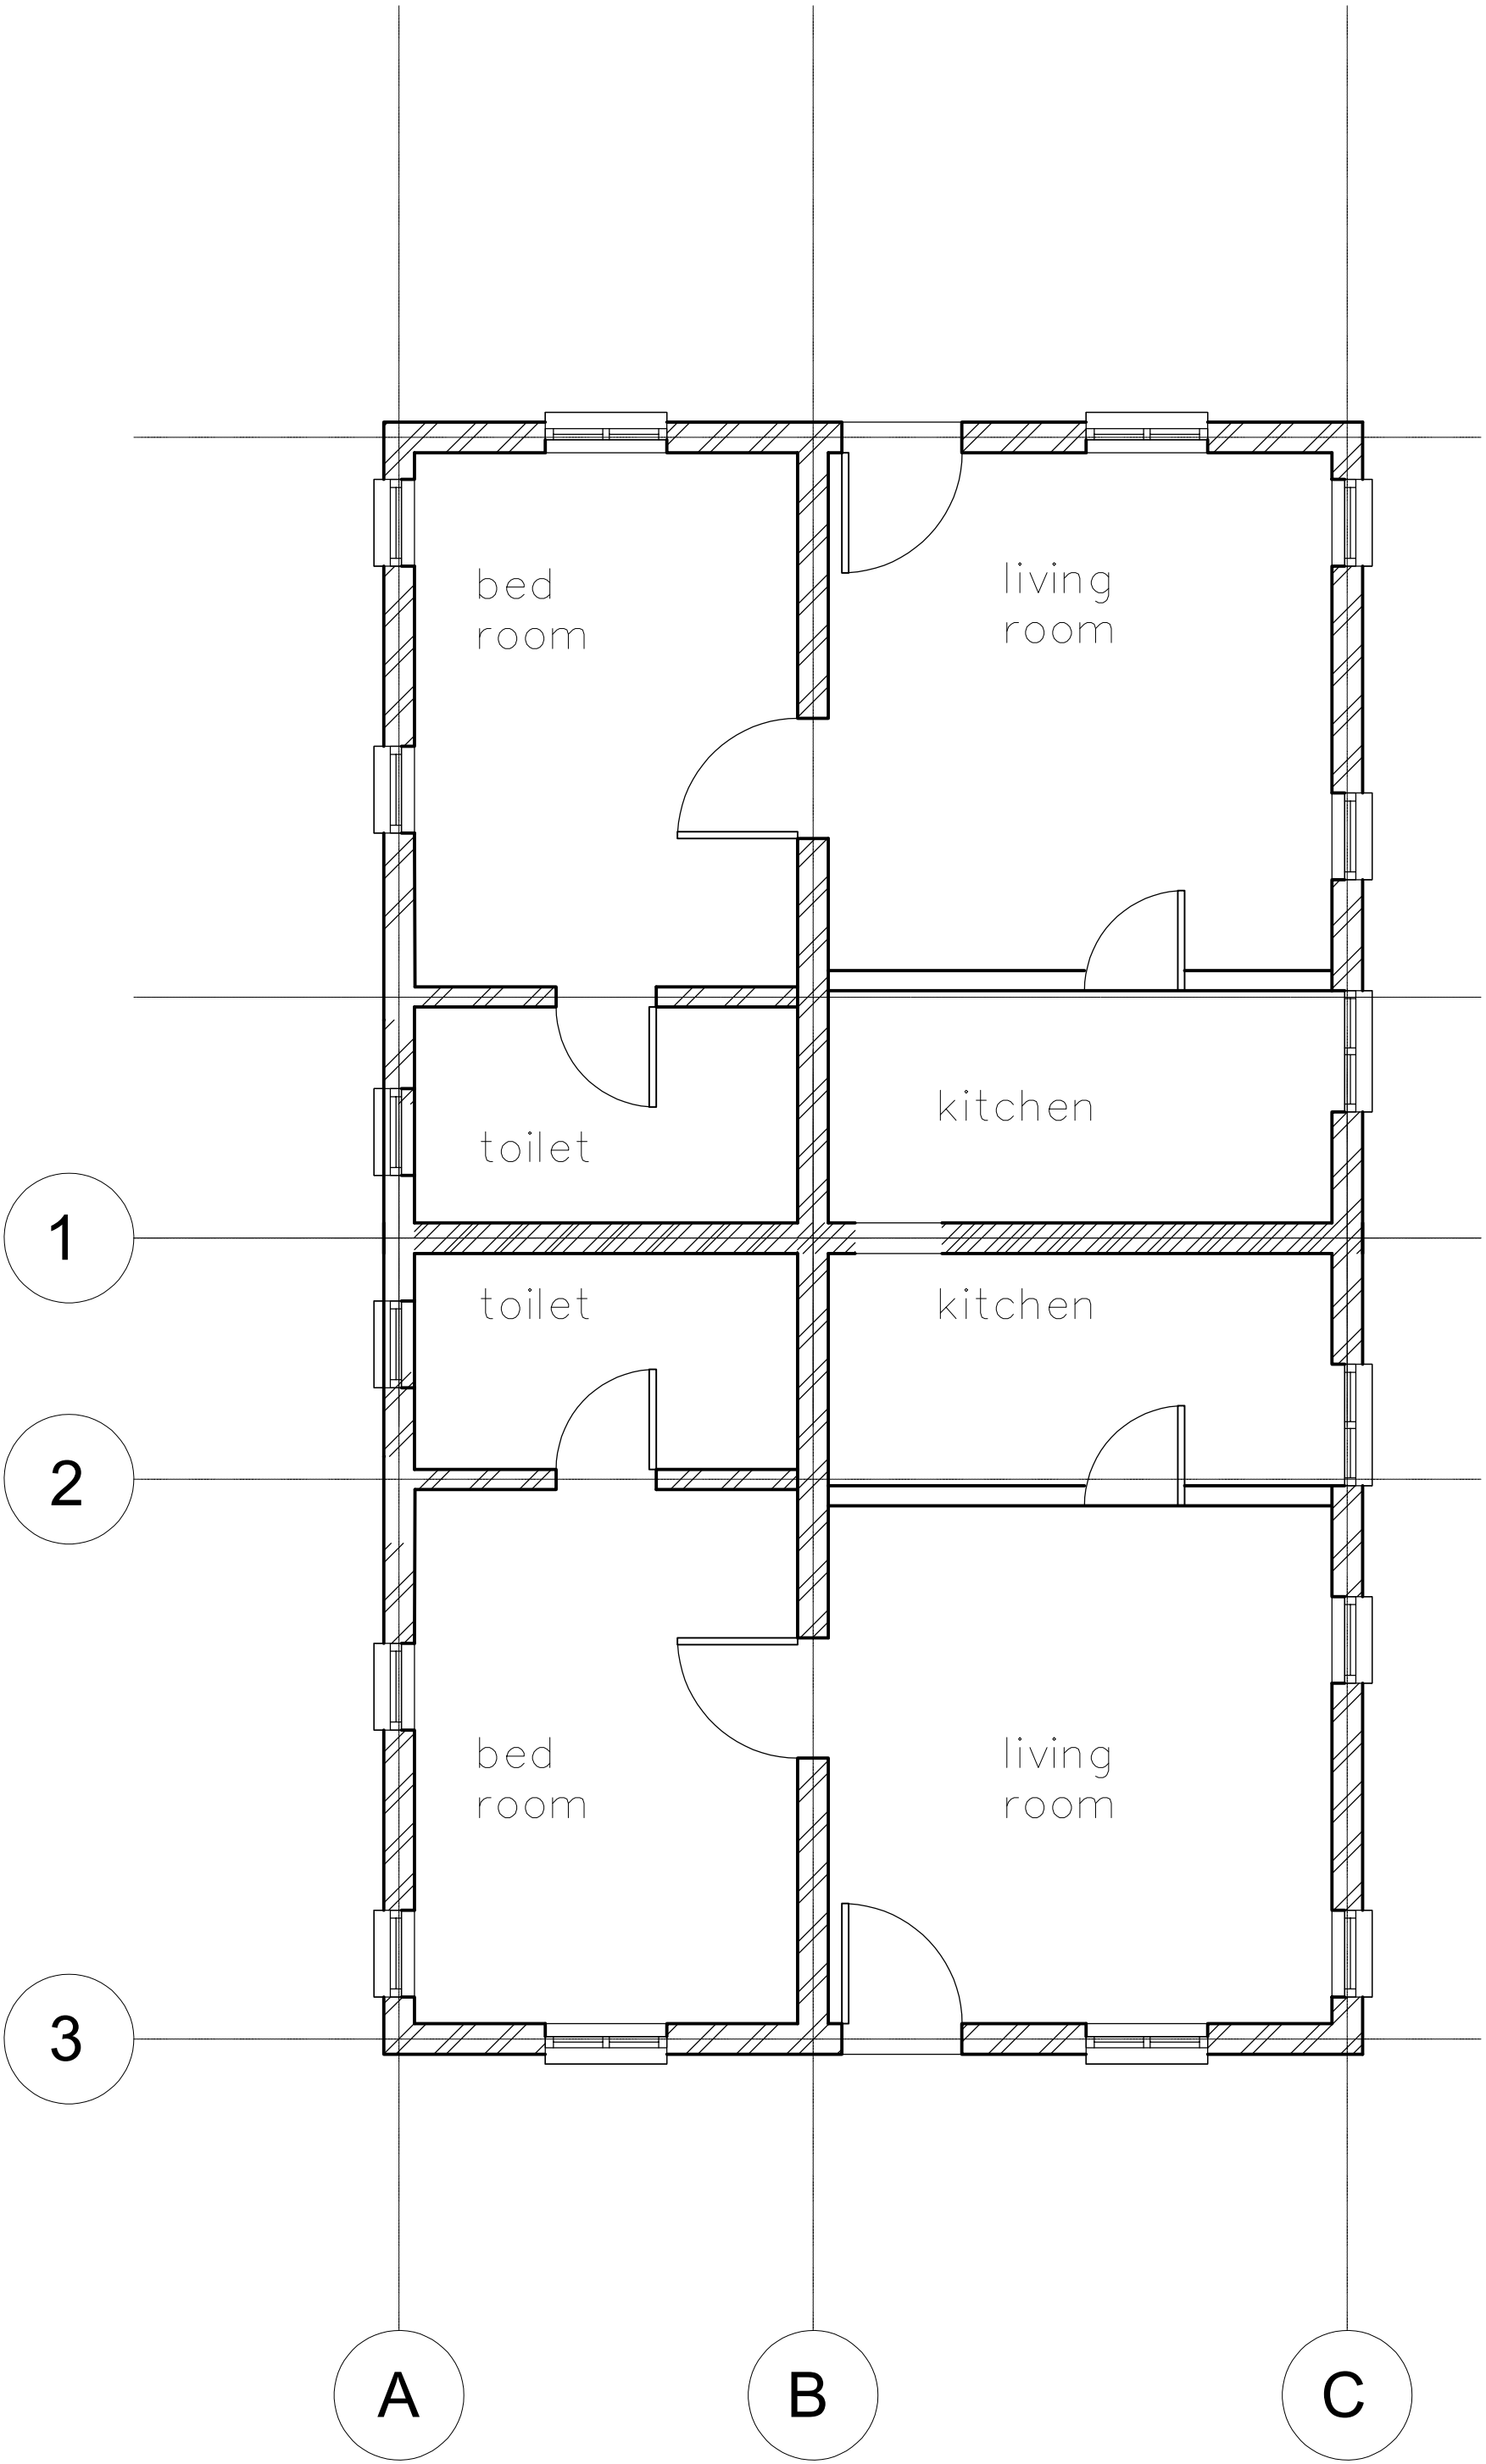 bed
room
living
room
kitchen
toilet
1
toilet
kitchen
2
bed
room
living
room
3
A
B
C